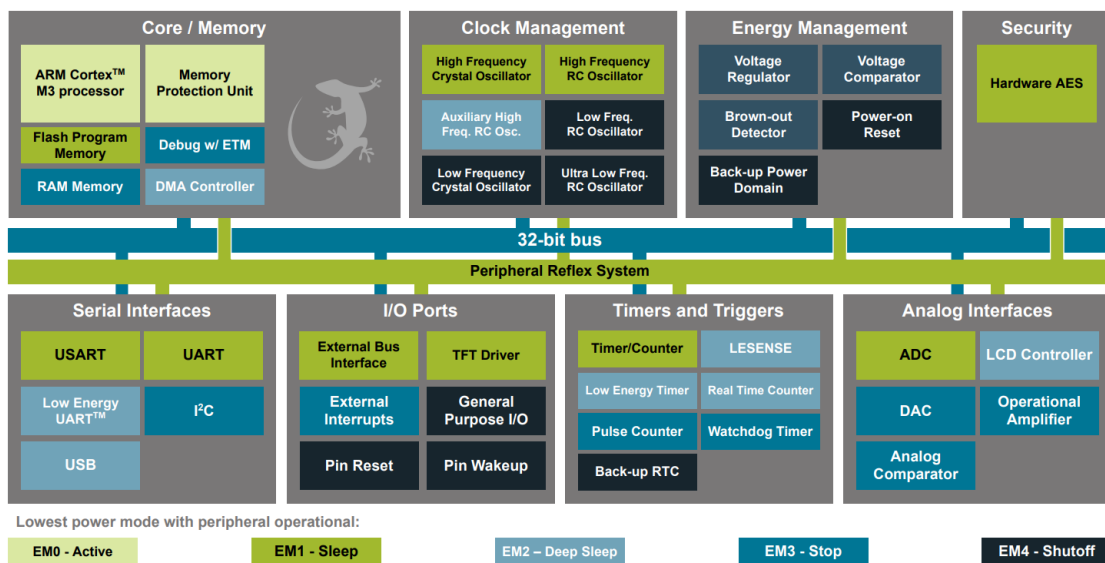 Core / Memory
ARM Cortex™
M3 processor
Memory
Protection Unit
Flash Program
Memory
Debug w/ ETM
RAM Memory
DMA Controller
Clock Management
High Frequency
Crystal Oscillator
High Frequency
RC Oscillator
Auxiliary High
Freq. RC Osc.
Low Freq.
RC Oscillator
Low Frequency
Crystal Oscillator
Ultra Low Freq.
RC Oscillator
Energy Management
Voltage
Regulator
Voltage
Comparator
Brown-out
Detector
Power-on
Reset
Back-up Power
Domain
Security
Hardware AES
32-bit bus
Peripheral Reflex System
Serial Interfaces
USART
UART
Low Energy
UART™
I²C
USB
I/O Ports
External Bus
Interface
TFT Driver
External
Interrupts
General
Purpose I/O
Pin Reset
Pin Wakeup
Timers and Triggers
Timer/Counter
LESENSE
Low Energy Timer
Real Time Counter
Pulse Counter
Watchdog Timer
Back-up RTC
Analog Interfaces
ADC
LCD Controller
DAC
Operational
Amplifier
Analog
Comparator
Lowest power mode with peripheral operational:
EM0 - Active
EM1 - Sleep
EM2 – Deep Sleep
EM3 - Stop
EM4 - Shutoff